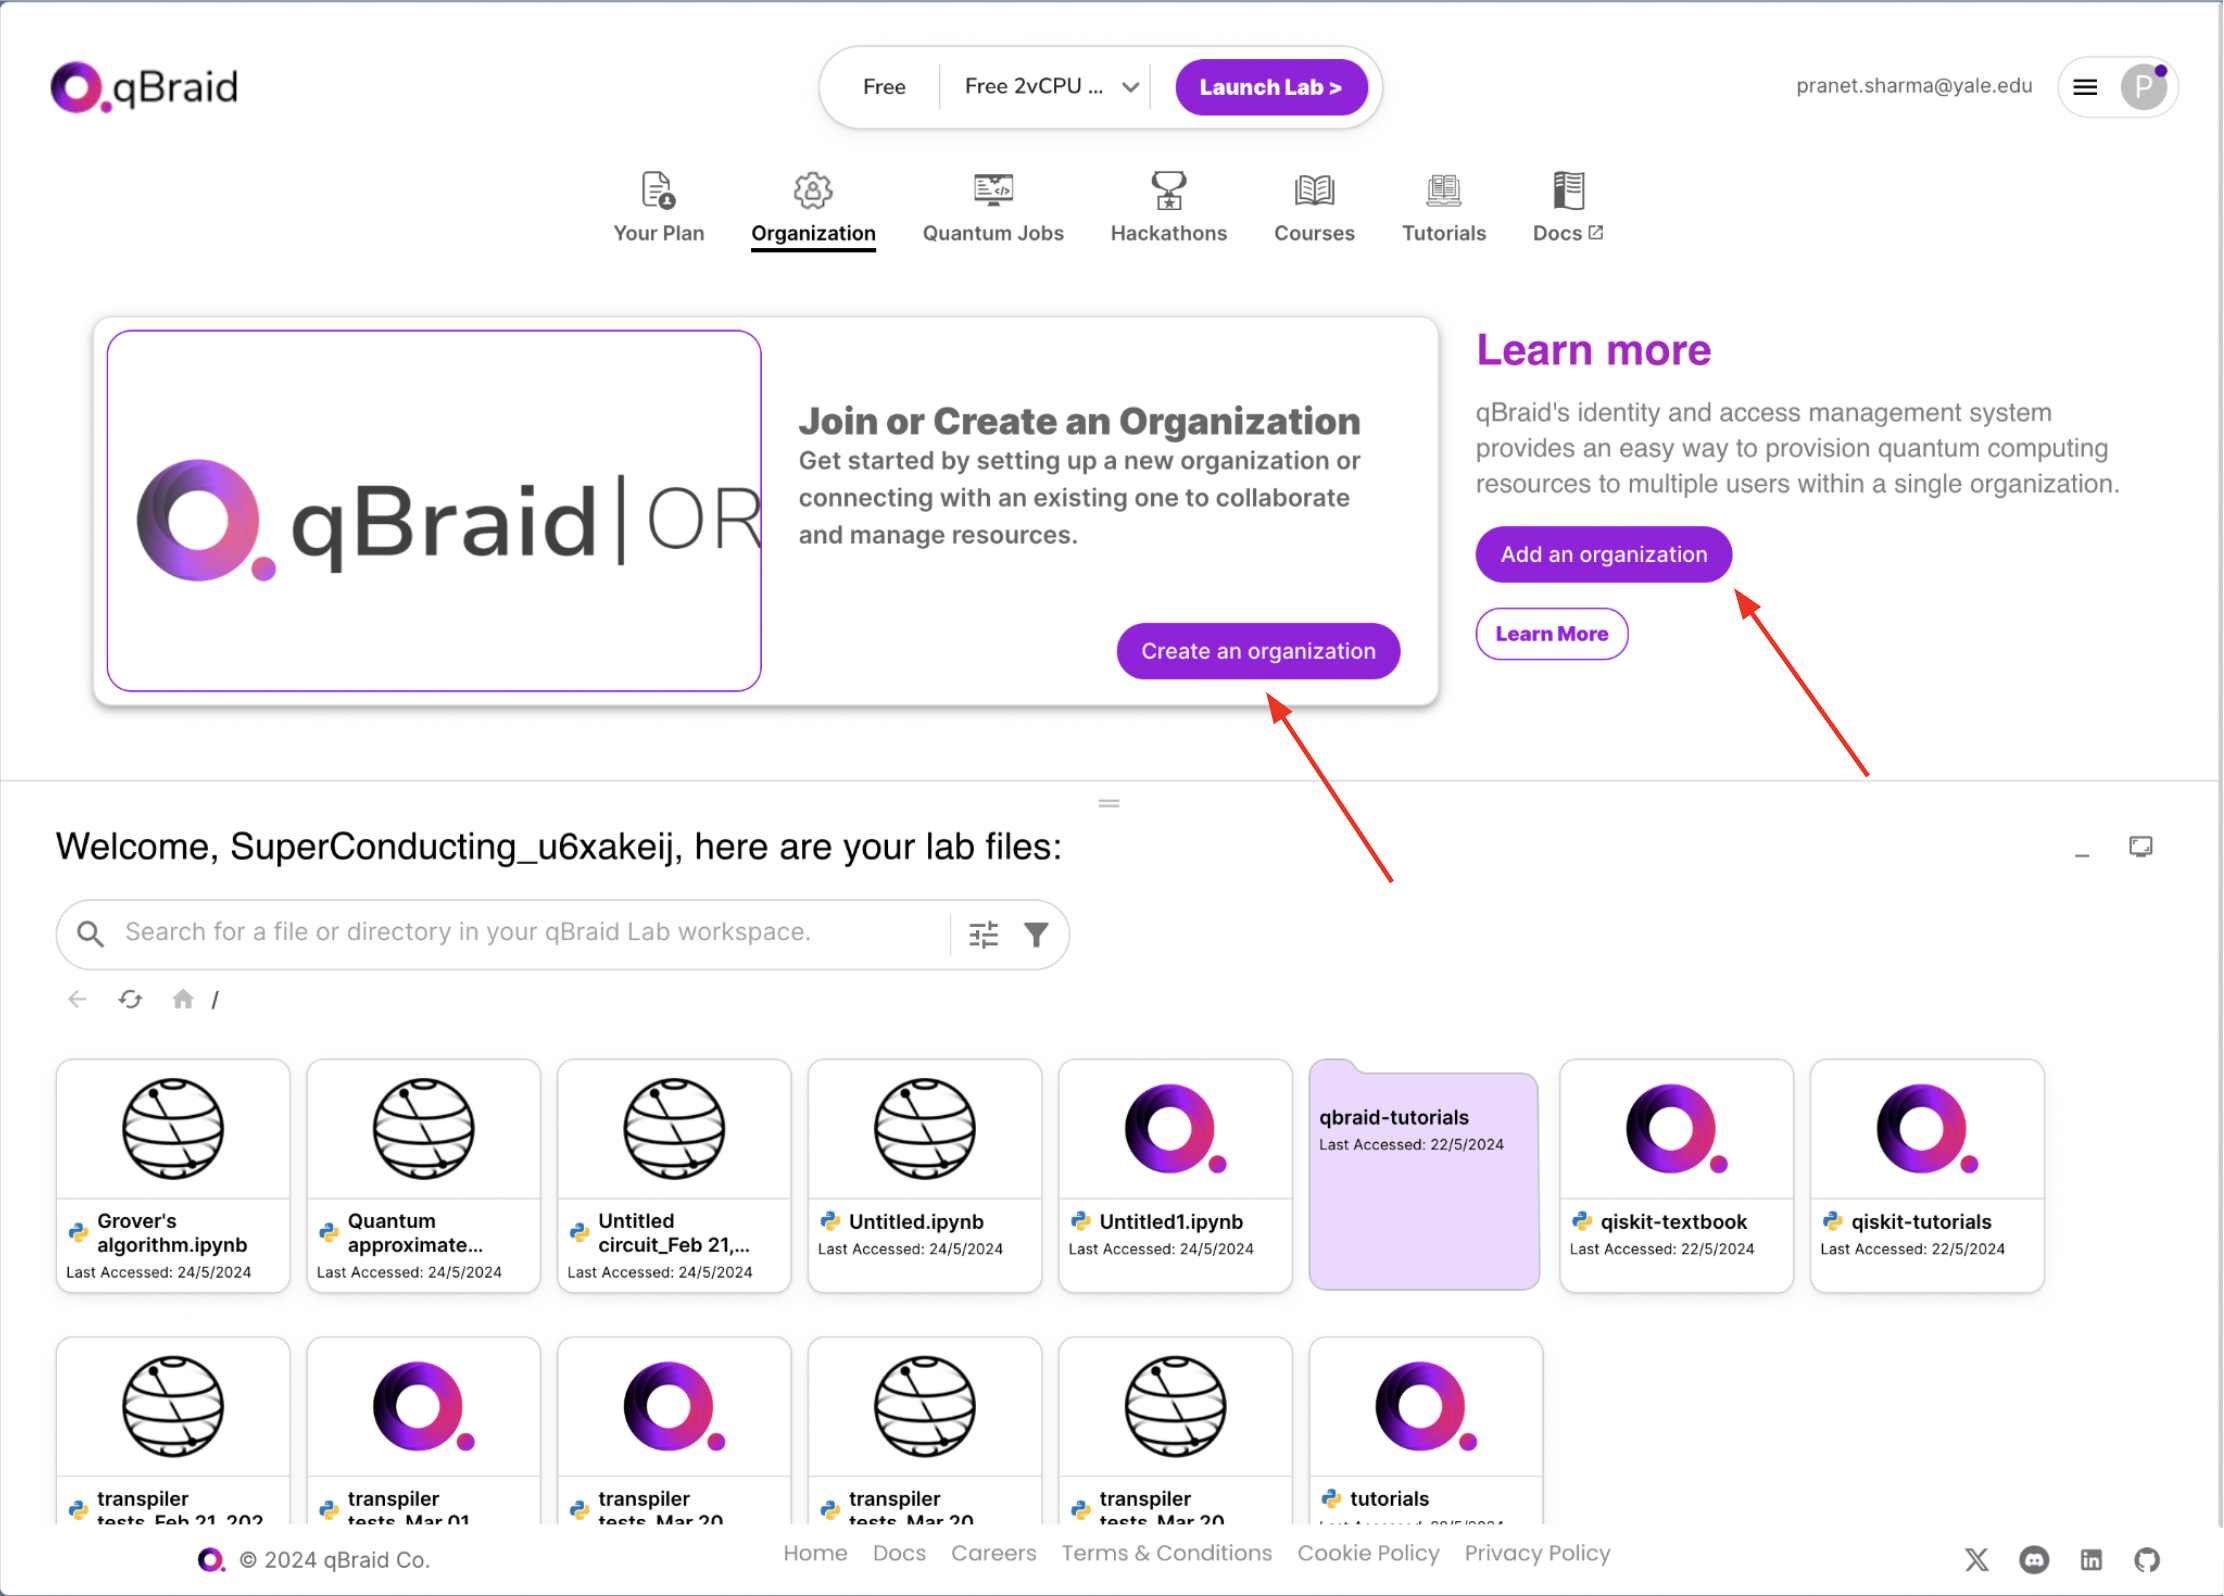 qBraid
Free
Free 2vCPU ...
Launch Lab >
pranet.sharma@yale.edu
P
Your Plan
Organization
Quantum Jobs
Hackathons
Courses
Tutorials
Docs
qBraid|OR
Join or Create an Organization
Get started by setting up a new organization or
connecting with an existing one to collaborate
and manage resources.
Create an organization
Learn more
qBraid's identity and access management system
provides an easy way to provision quantum computing
resources to multiple users within a single organization.
Add an organization
Learn More
Welcome, SuperConducting_u6xakeij, here are your lab files:
Search for a file or directory in your qBraid Lab workspace.
/
Grover's
algorithm.ipynb
Last Accessed: 24/5/2024
Quantum
approximate...
Last Accessed: 24/5/2024
Untitled
circuit_Feb 21,...
Last Accessed: 24/5/2024
Untitled.ipynb
Last Accessed: 24/5/2024
Untitled1.ipynb
Last Accessed: 24/5/2024
qbraid-tutorials
Last Accessed: 22/5/2024
qiskit-textbook
Last Accessed: 22/5/2024
qiskit-tutorials
Last Accessed: 22/5/2024
transpiler
tests_Feb 21, 202
transpiler
tests_Mar 01
transpiler
tests_Mar 20
transpiler
tests_Mar 20
transpiler
tests_Mar 20
tutorials
© 2024 qBraid Co.
Home
Docs
Careers
Terms & Conditions
Cookie Policy
Privacy Policy